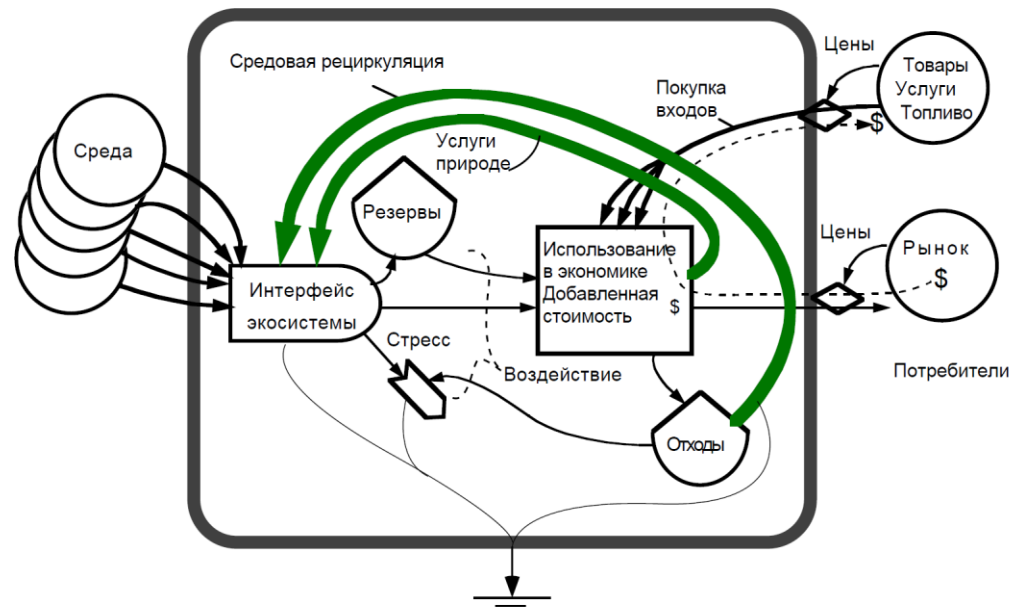 Средовая рециркуляция
Цены
Товары
Услуги
Топливо
$
Покупка
входов
Среда
Услуги
природе
Резервы
Цены
Рынок
$
Использование
в экономике
Добавленная
стоимость
$
Интерфейс
экосистемы
Стресс
Воздействие
Потребители
Отходы